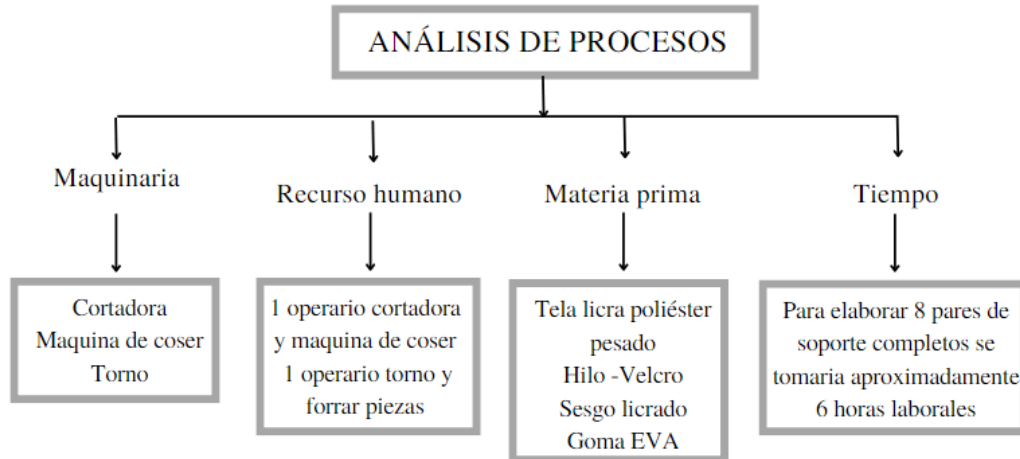 ANÁLISIS DE PROCESOS
Maquinaria
Recurso humano
Materia prima
Tiempo
Cortadora
Maquina de coser
Torno
1 operario cortadora
y maquina de coser
1 operario torno y
forrar piezas
Tela licra poliéster
pesado
Hilo -Velcro
Sesgo licrado
Goma EVA
Para elaborar 8 pares de
soporte completos se
tomaria aproximadamente
6 horas laborales